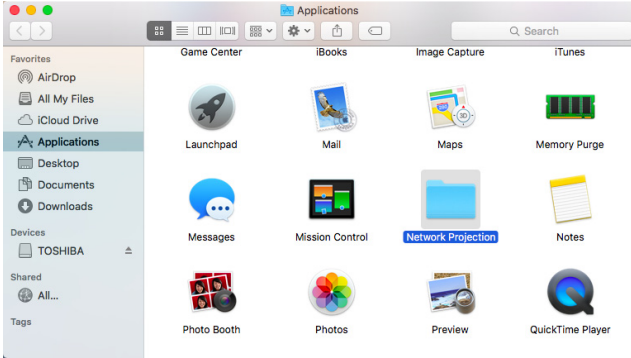 Applications
Search
Favorites
AirDrop
All My Files
iCloud Drive
Applications
Desktop
Documents
Downloads
Devices
TOSHIBA
Shared
All...
Tags
Game Center iBooks Image Capture iTunes
Launchpad Mail Maps Memory Purge
Messages Mission Control Network Projection Notes
Photo Booth Photos Preview QuickTime Player